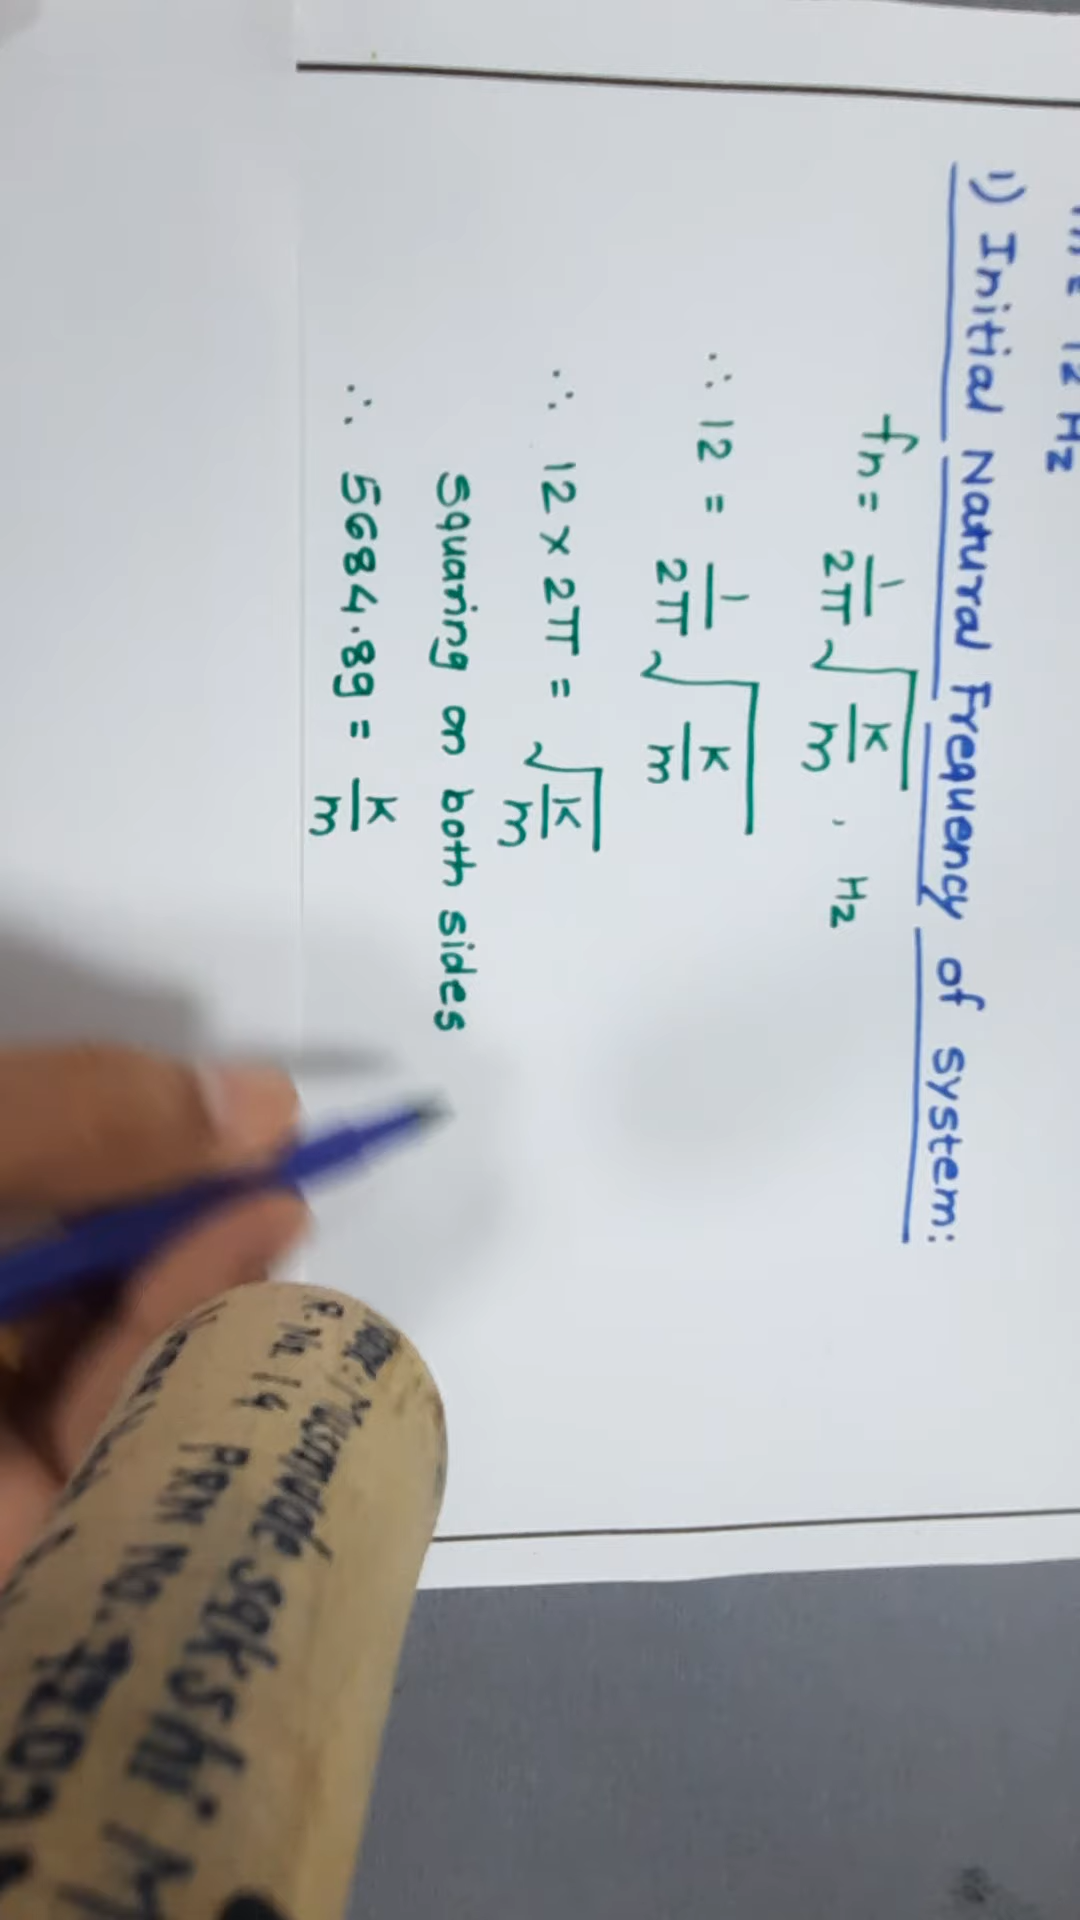 12 Hz
1) Initial Natural Frequency of system:
fn = 1/2π √k/m , Hz
∴ 12 = 1/2π √k/m
∴ 12 × 2π = √k/m
squaring on both sides
∴ 5684.89 = k/m
sakshi M
R.No. 14 PRN No.